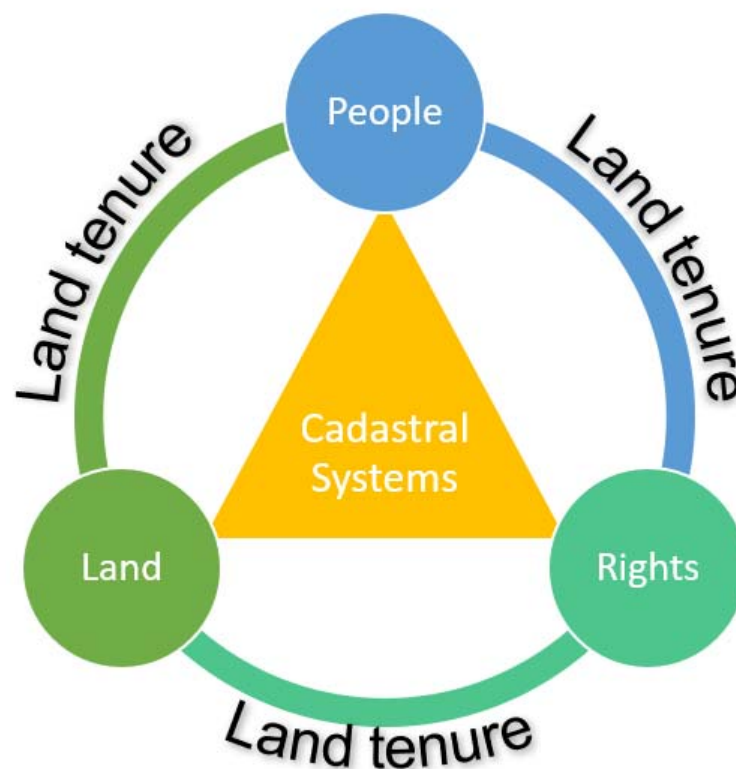 People
Land tenure
Land tenure
Cadastral
Systems
Land
Rights
Land tenure